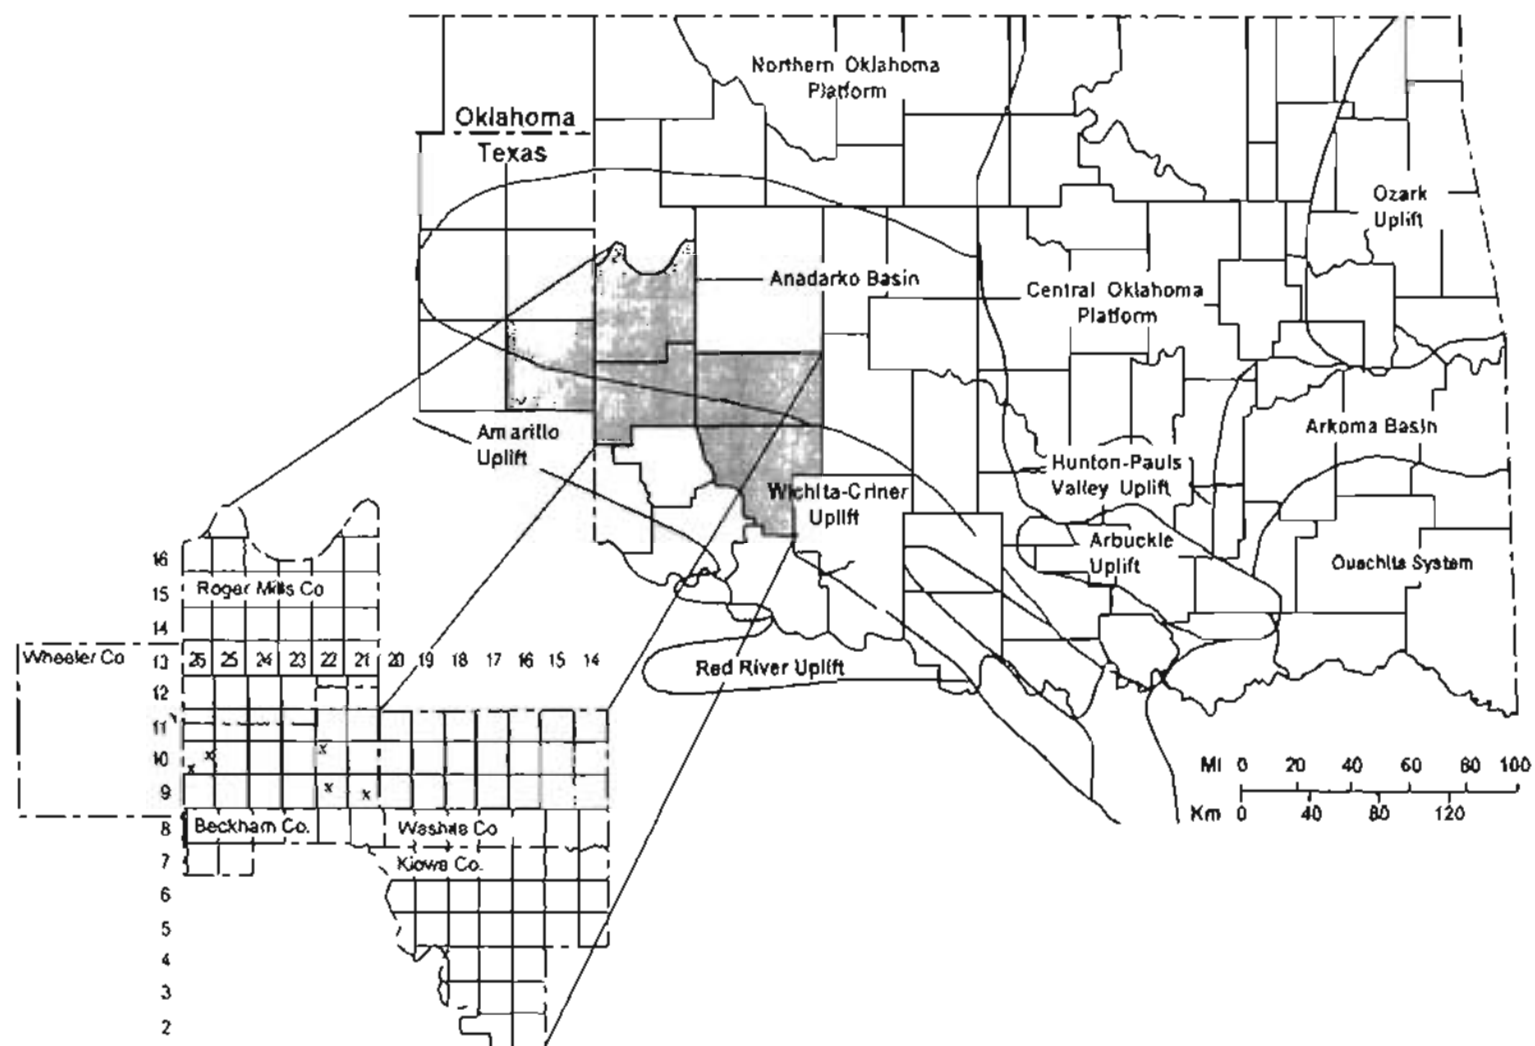 Northern Oklahoma
Platform
Oklahoma
Texas
Ozark
Uplift
Anadarko Basin
Central Oklahoma
Platform
Amarillo
Uplift
Arkoma Basin
Hunton-Pauls
Valley Uplift
Wichita-Criner
Uplift
Arbuckle
Uplift
Ouachita System
Red River Uplift
16
Roger Mills Co
15
14
Wheeler Co
13 26 25 24 23 22 21 20 19 18 17 16 15 14
12
11
10 x x
9 x x
8 Beckham Co. Washita Co
7 Kiowa Co.
6
5
4
3
2
Mi 0 20 40 60 80 100
Km 0 40 80 120